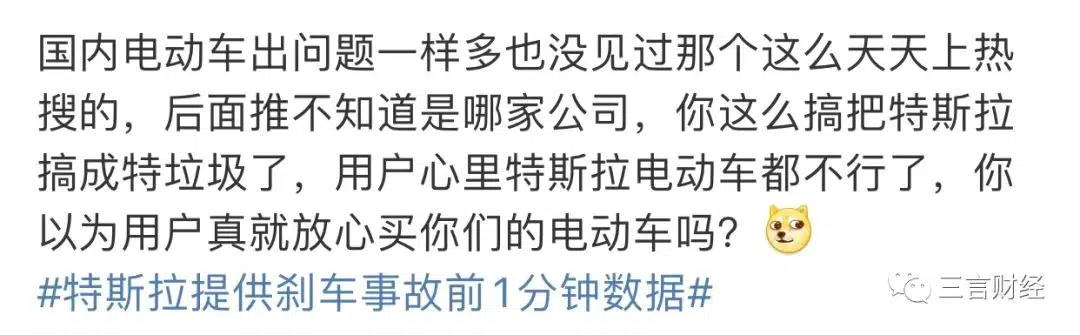 国内电动车出问题一样多也没见过那个这么天天上热
搜的，后面推不知道是哪家公司，你这么搞把特斯拉
搞成特垃圾了，用户心里特斯拉电动车都不行了，你
以为用户真就放心买你们的电动车吗？
#特斯拉提供刹车事故前1分钟数据#
三言财经